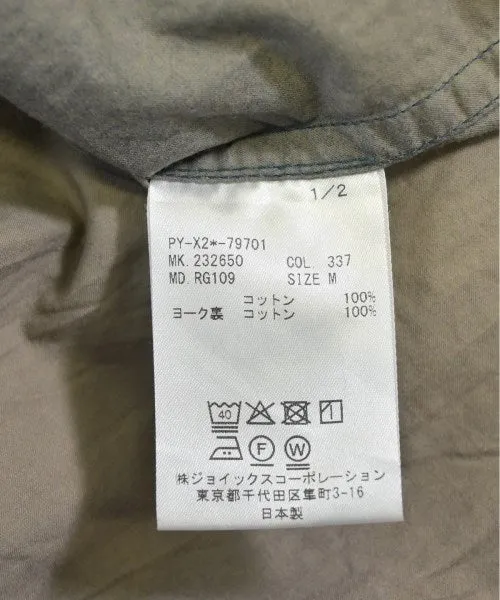 1/2
PY-X2*-79701
MK.232650 COL. 337
MD.RG109 SIZE M
コットン 100%
ヨーク裏 コットン 100%
40
F W
株ジョイックスコーポレーション
東京都千代田区隼町3-16
日本製